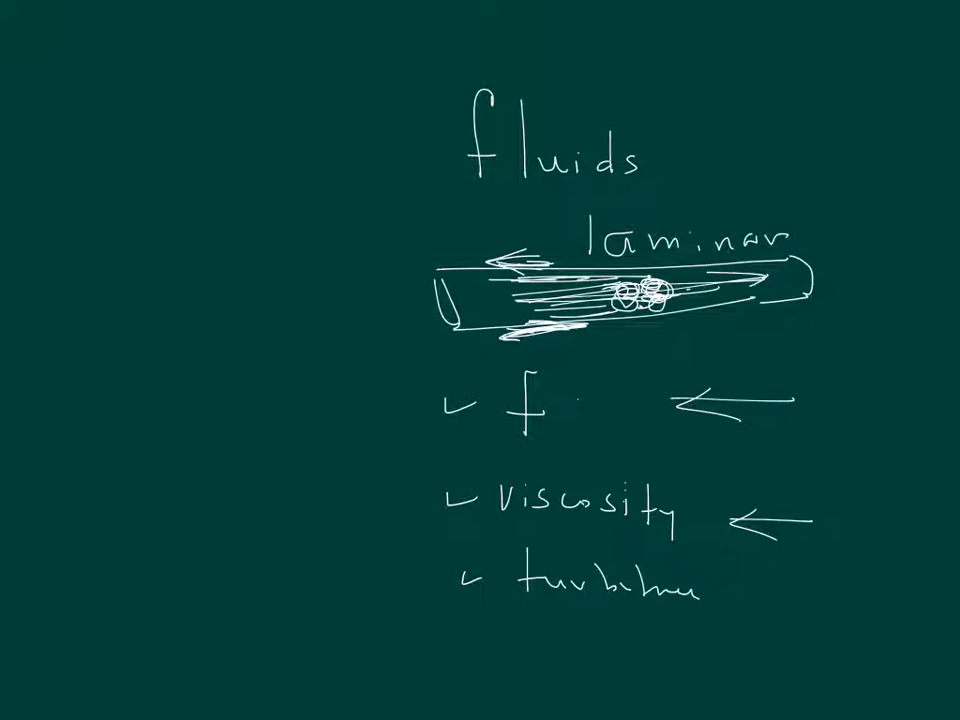 fluids
laminar
✓ f
✓ viscosity
✓